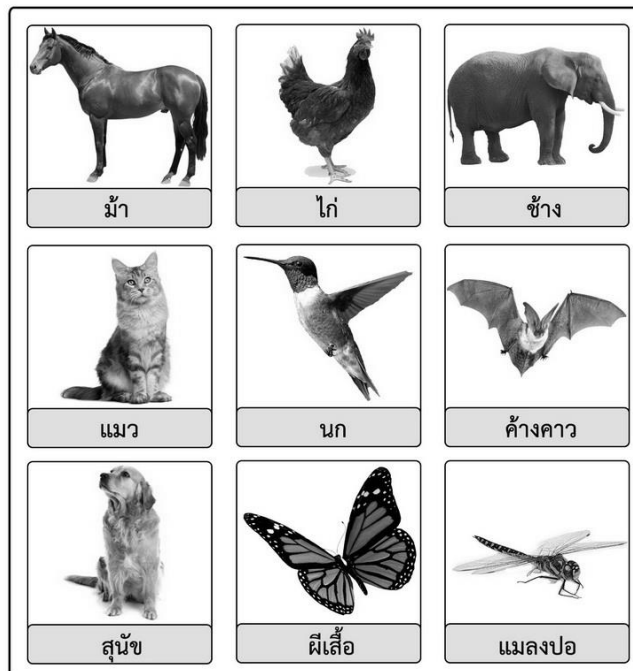 ม้า
ไก่
ช้าง
แมว
นก
ค้างคาว
สุนัข
ผีเสื้อ
แมลงปอ